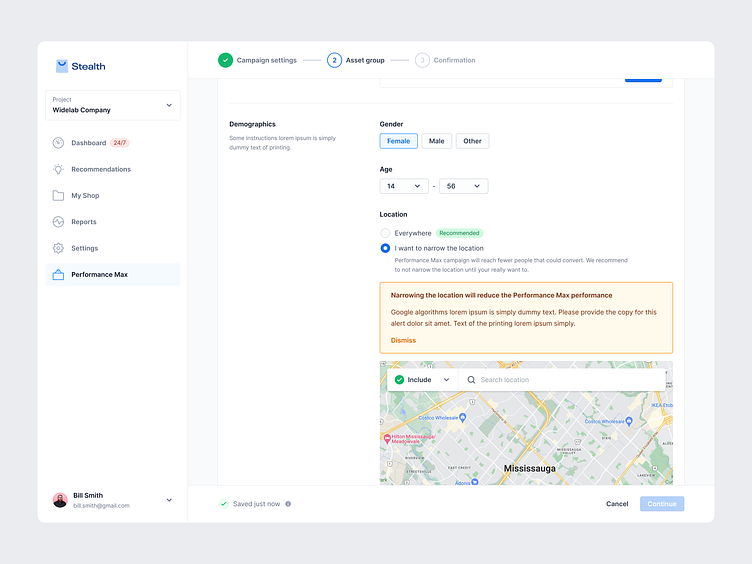 Stealth
Project
Widelab Company
Dashboard 24/7
Recommendations
My Shop
Reports
Settings
Performance Max
Bill Smith
bill.smith@gmail.com
Campaign settings
2 Asset group
3 Confirmation
Demographics
Some instructions lorem ipsum is simply
dummy text of printing.
Gender
Female Male Other
Age
14 - 56
Location
Everywhere Recommended
I want to narrow the location
Performance Max campaign will reach fewer people that could convert. We recommend
to not narrow the location until your really want to.
Narrowing the location will reduce the Performance Max performance
Google algorithms lorem ipsum is simply dummy text. Please provide the copy for this
alert dolor sit amet. Text of the printing lorem ipsum simply.
Dismiss
Include Search location
IKEA Etob
Costco Wholesale
Costco Wholesale
Hilton Mississauga/
Meadowvale
RIVERVIEW
STREETSVILLE
EAST CREDIT
Mississauga
LAKEVIEW
Adonis
Saved just now
Cancel Continue